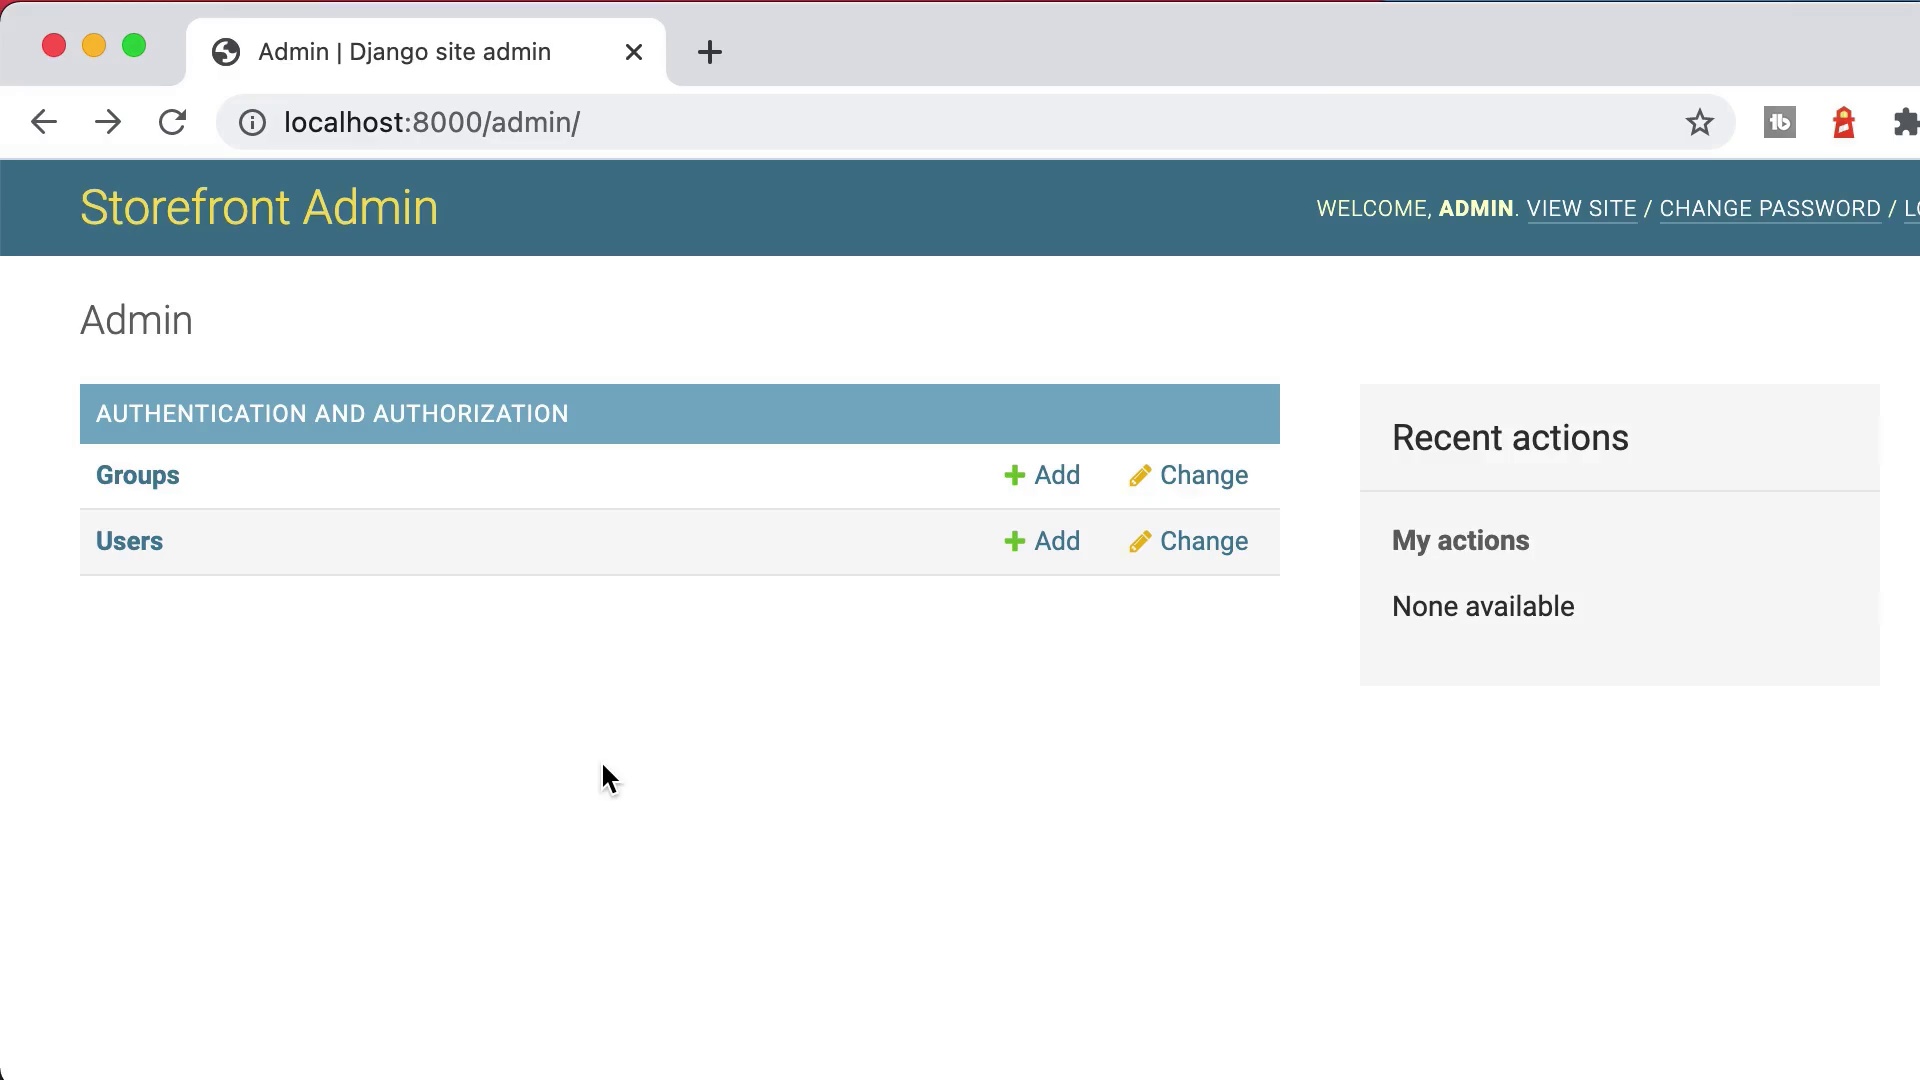 Admin | Django site admin
localhost:8000/admin/
Storefront Admin
WELCOME, ADMIN. VIEW SITE / CHANGE PASSWORD /
Admin
AUTHENTICATION AND AUTHORIZATION
Groups Add Change
Users Add Change
Recent actions
My actions
None available